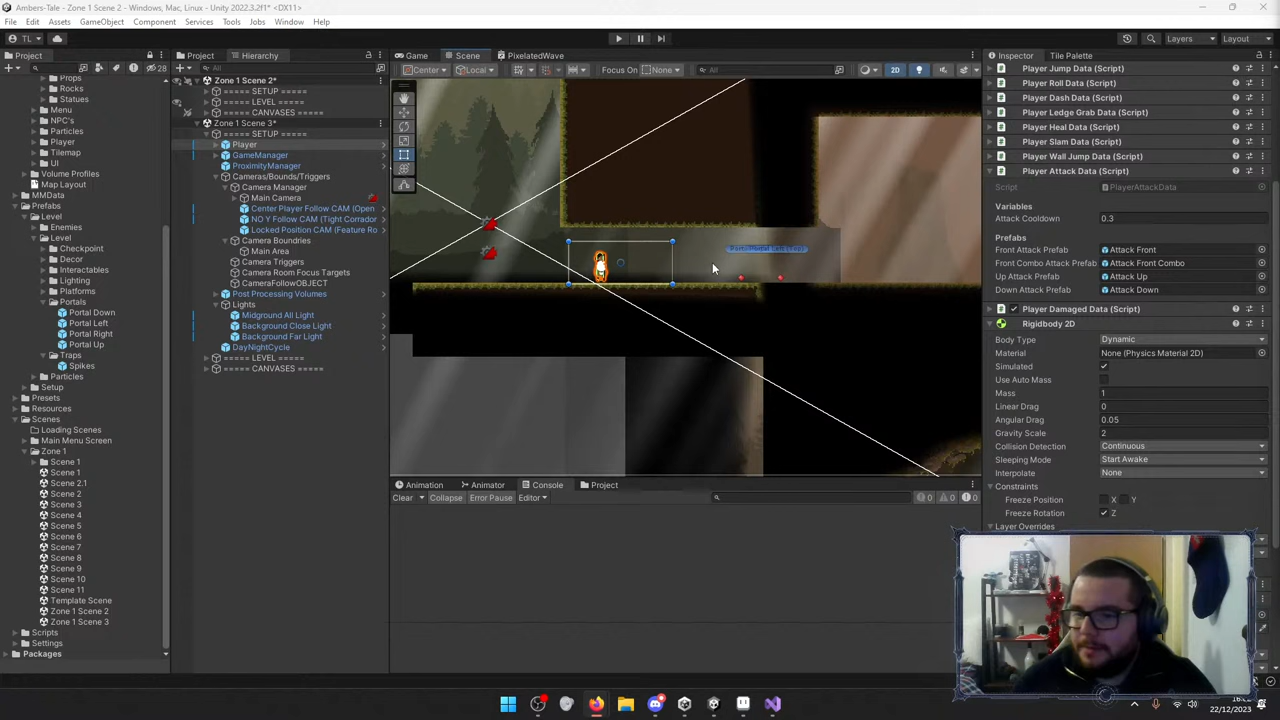 Ambers-Tale - Zone 1 Scene 2 - Windows, Mac, Linux - Unity 2022.3.2f1* <DX11>
File Edit Assets GameObject Component Services Tools Jobs Window Help
TL
Layers
Layout
Project
28
Props
Rocks
Statues
Menu
NPC's
Particles
Player
Tilemap
UI
Volume Profiles
Map Layout
MMData
Prefabs
Level
Enemies
Level
Checkpoint
Decor
Interactables
Lighting
Platforms
Portals
Portal Down
Portal Left
Portal Right
Portal Up
Traps
Spikes
Particles
Setup
Presets
Resources
Scenes
Loading Scenes
Main Menu Screen
Zone 1
Scene 1
Scene 1
Scene 2.1
Scene 2
Scene 3
Scene 4
Scene 5
Scene 6
Scene 7
Scene 8
Scene 9
Scene 10
Scene 11
Template Scene
Zone 1 Scene 2
Zone 1 Scene 3
Scripts
Settings
Packages
Project Hierarchy
All
Zone 1 Scene 2*
===== SETUP =====
===== LEVEL =====
===== CANVASES =====
Zone 1 Scene 3*
===== SETUP =====
Player
GameManager
ProximityManager
Cameras/Bounds/Triggers
Camera Manager
Main Camera
Center Player Follow CAM (Open
NO Y Follow CAM (Tight Corrador
Locked Position CAM (Feature Ro
Camera Boundries
Main Area
Camera Triggers
Camera Room Focus Targets
CameraFollowOBJECT
Post Processing Volumes
Lights
Midground All Light
Background Close Light
Background Far Light
DayNightCycle
===== LEVEL =====
===== CANVASES =====
Game Scene PixelatedWave
Center Local Focus On None All 2D
Animation Animator Console Project
Clear Collapse Error Pause Editor 0 0 0
Inspector Tile Palette
Player Jump Data (Script)
Player Roll Data (Script)
Player Dash Data (Script)
Player Ledge Grab Data (Script)
Player Heal Data (Script)
Player Slam Data (Script)
Player Wall Jump Data (Script)
Player Attack Data (Script)
Script PlayerAttackData
Variables
Attack Cooldown 0.3
Prefabs
Front Attack Prefab Attack Front
Front Combo Attack Prefab Attack Front Combo
Up Attack Prefab Attack Up
Down Attack Prefab Attack Down
Player Damaged Data (Script)
Rigidbody 2D
Body Type Dynamic
Material None (Physics Material 2D)
Simulated
Use Auto Mass
Mass 1
Linear Drag 0
Angular Drag 0.05
Gravity Scale 2
Collision Detection Continuous
Sleeping Mode Start Awake
Interpolate None
Constraints
Freeze Position X Y
Freeze Rotation Z
Layer Overrides
22/12/2023